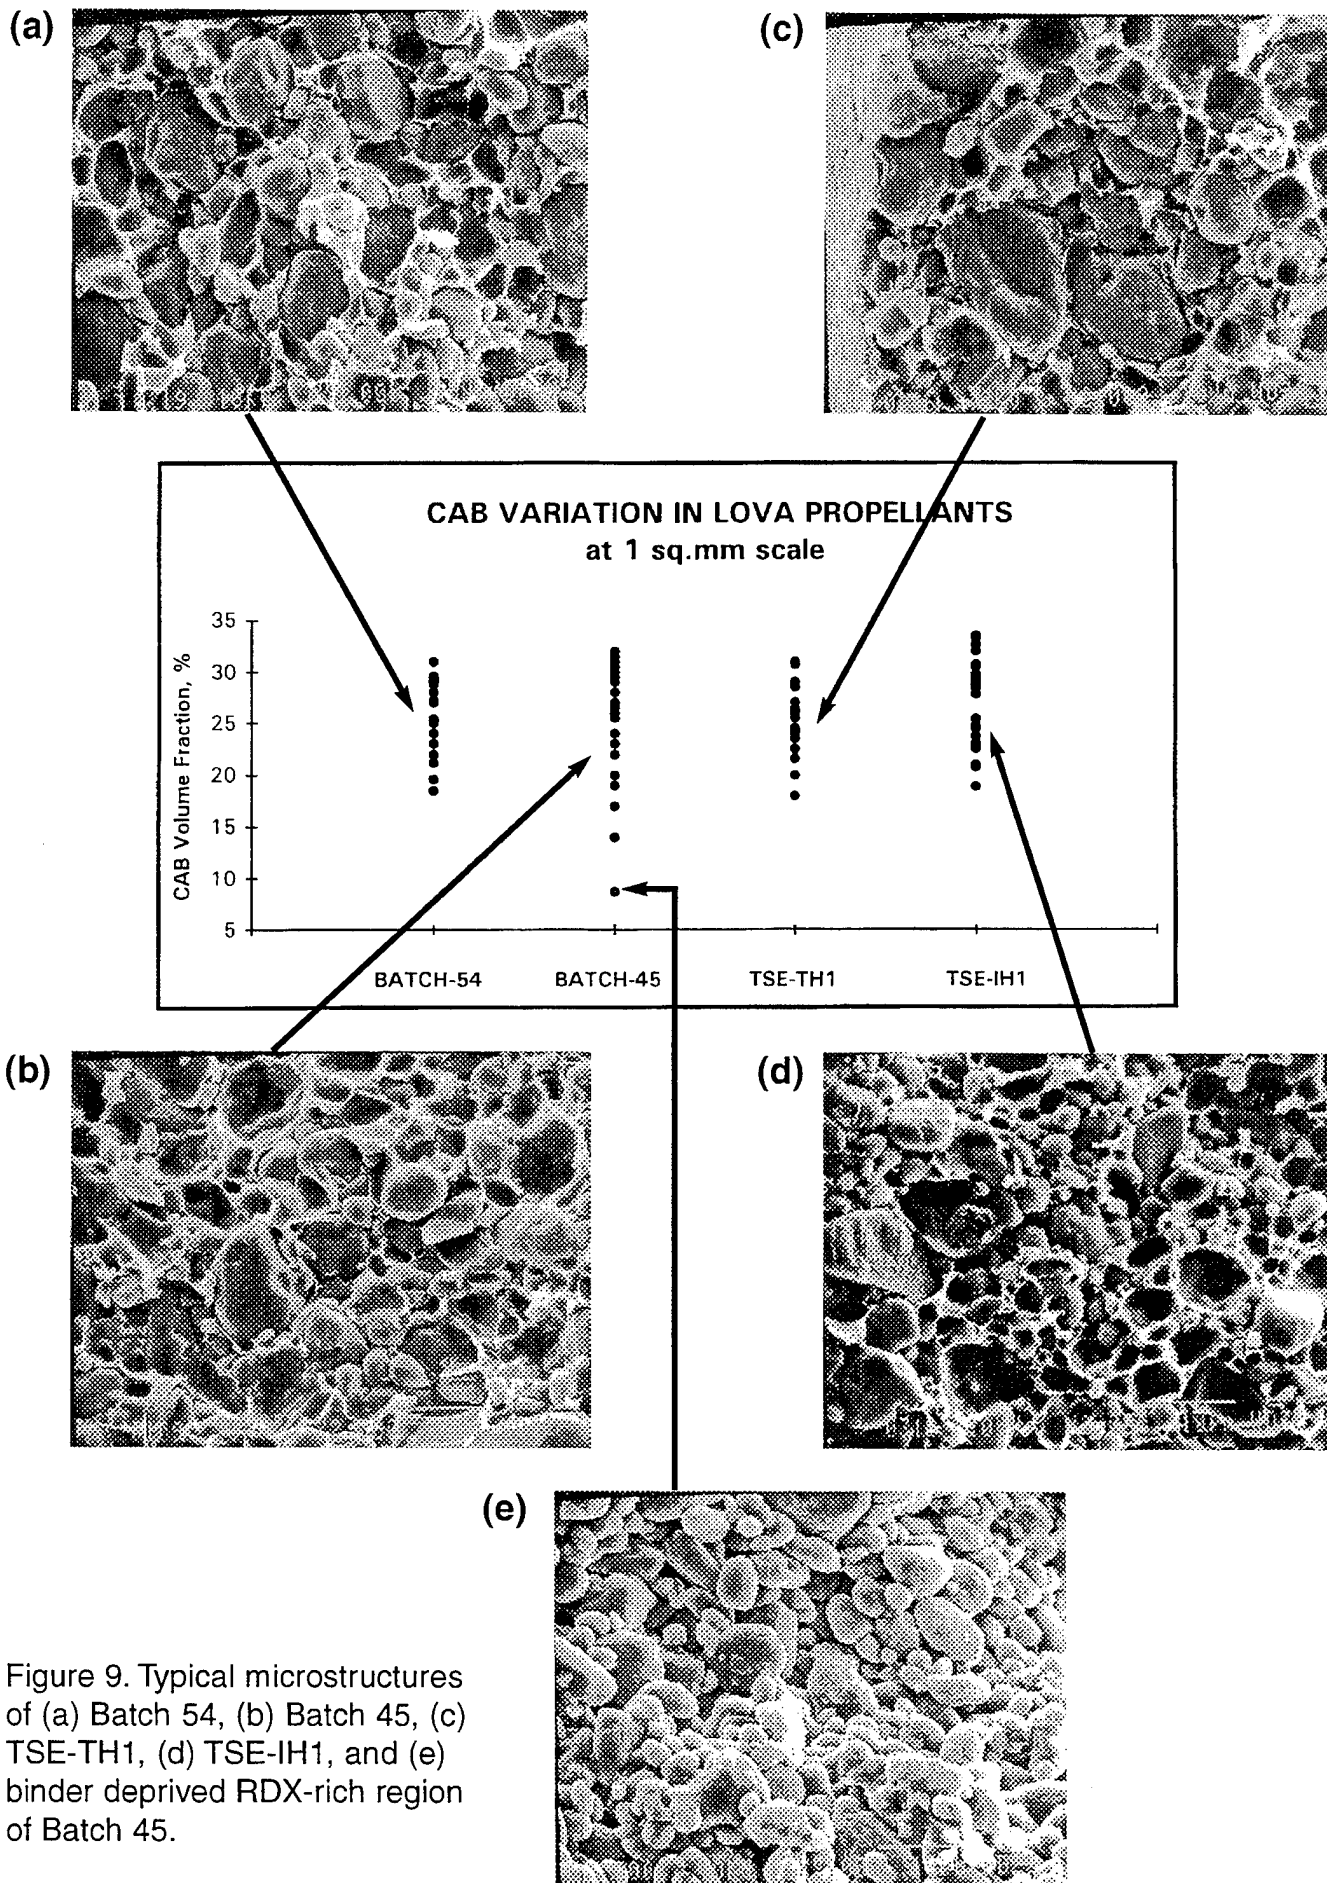 (a)
(c)
CAB VARIATION IN LOVA PROPELLANTS
at 1 sq.mm scale
CAB Volume Fraction, %
35
30
25
20
15
10
5
BATCH-54
BATCH-45
TSE-TH1
TSE-IH1
(b)
(d)
(e)
Figure 9. Typical microstructures
of (a) Batch 54, (b) Batch 45, (c)
TSE-TH1, (d) TSE-IH1, and (e)
binder deprived RDX-rich region
of Batch 45.